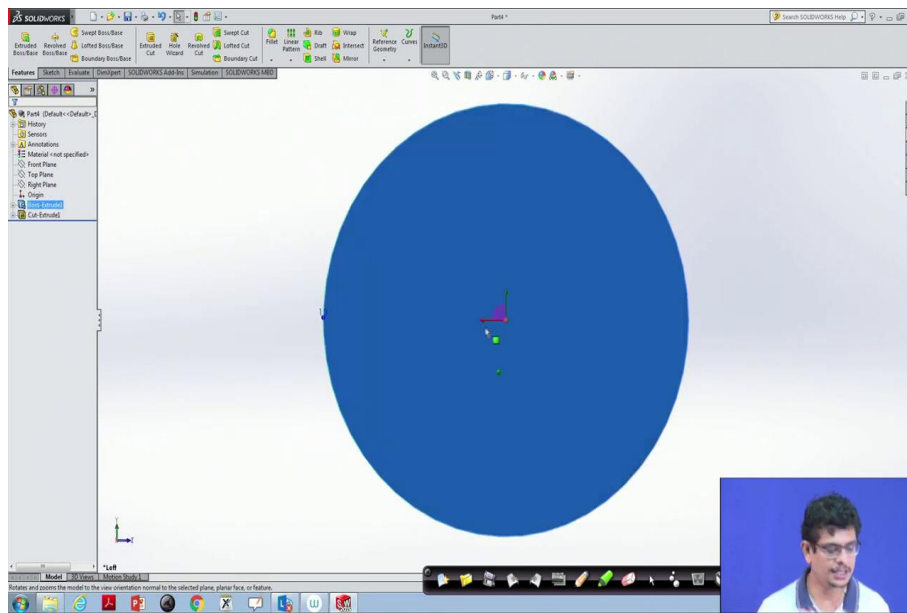 SOLIDWORKS
Part4 *
Search SOLIDWORKS Help
Extruded Boss/Base
Revolved Boss/Base
Swept Boss/Base
Lofted Boss/Base
Boundary Boss/Base
Extruded Cut
Hole Wizard
Revolved Cut
Swept Cut
Lofted Cut
Boundary Cut
Fillet
Linear Pattern
Rib
Draft
Shell
Wrap
Intersect
Mirror
Reference Geometry
Curves
Instant3D
Features
Sketch
Evaluate
DimXpert
SOLIDWORKS Add-Ins
Simulation
SOLIDWORKS MBD
Part4 (Default<<Default>_D
History
Sensors
Annotations
Material <not specified>
Front Plane
Top Plane
Right Plane
Origin
Boss-Extrude1
Cut-Extrude1
Y
*Left
Model
3D Views
Motion Study 1
Rotates and zooms the model to the view orientation normal to the selected plane, planar face, or feature.